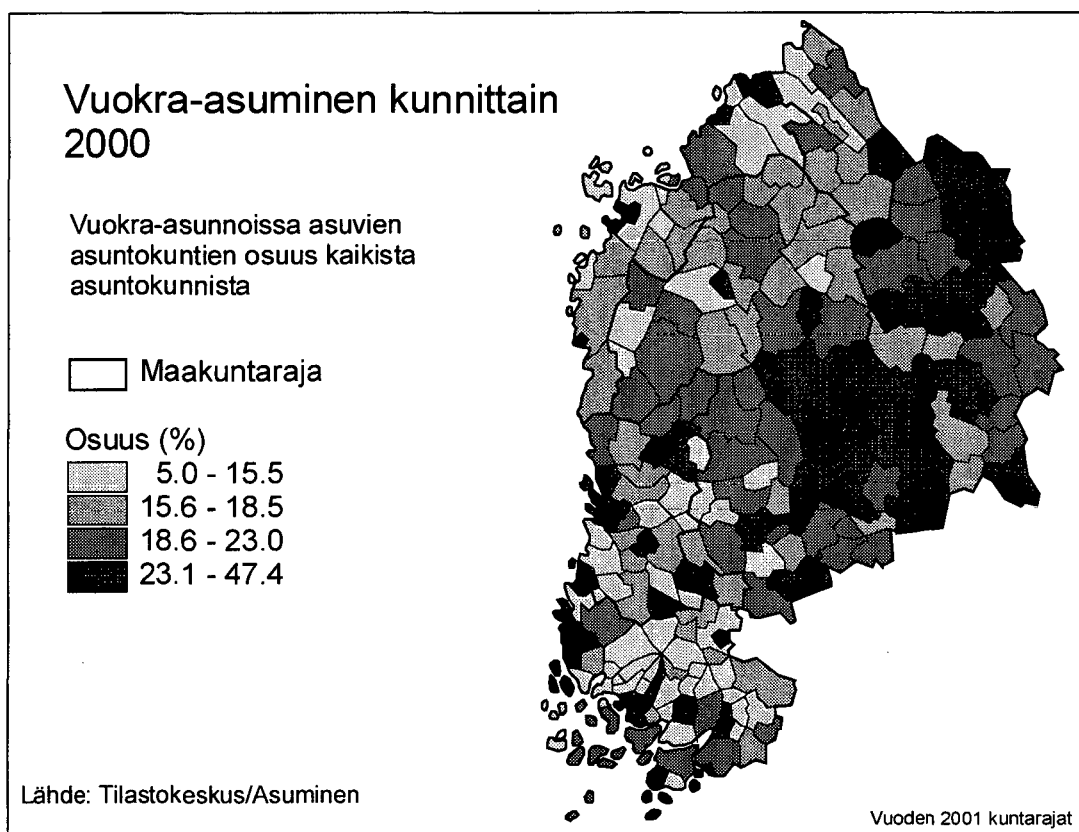 Vuokra-asuminen kunnittain
2000
Vuokra-asunnoissa asuvien
asuntokuntien osuus kaikista
asuntokunnista
Maakuntaraja
Osuus (%)
5.0 - 15.5
15.6 - 18.5
18.6 - 23.0
23.1 - 47.4
Lähde: Tilastokeskus/Asuminen
Vuoden 2001 kuntarajat